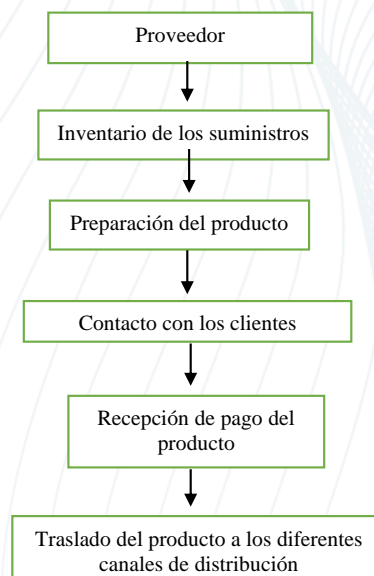 Proveedor
Inventario de los suministros
Preparación del producto
Contacto con los clientes
Recepción de pago del
producto
Traslado del producto a los diferentes
canales de distribución